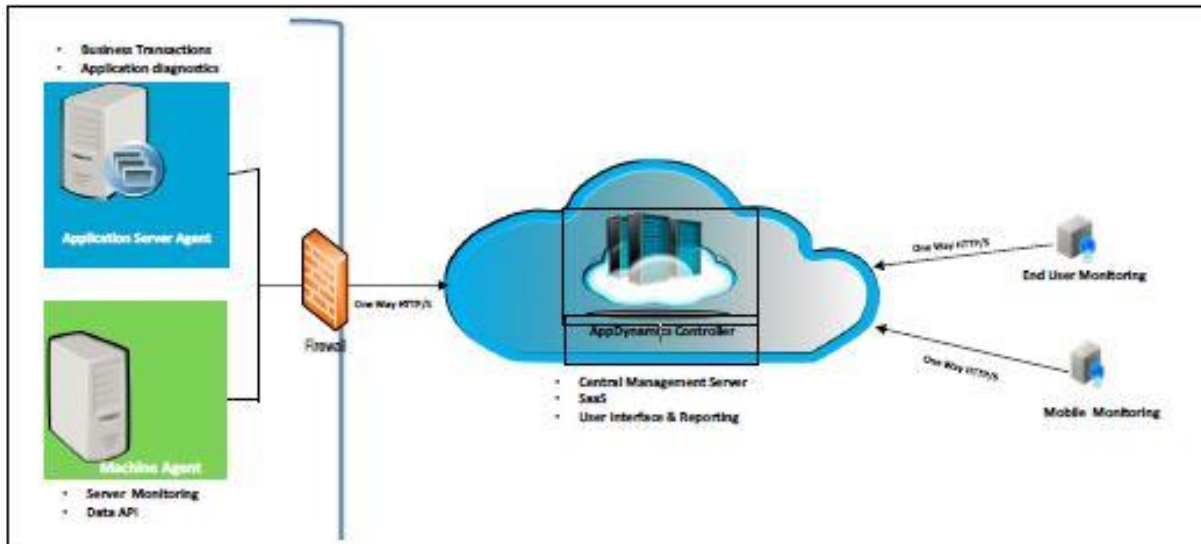 • Business Transactions
• Application diagnostics
Application Server Agent
Machine Agent
• Server Monitoring
• Data API
Firewall
One Way HTTP/S
AppDynamics Controller
• Central Management Server
• SaaS
• User Interface & Reporting
One Way HTTP/S
End User Monitoring
One Way HTTP/S
Mobile Monitoring